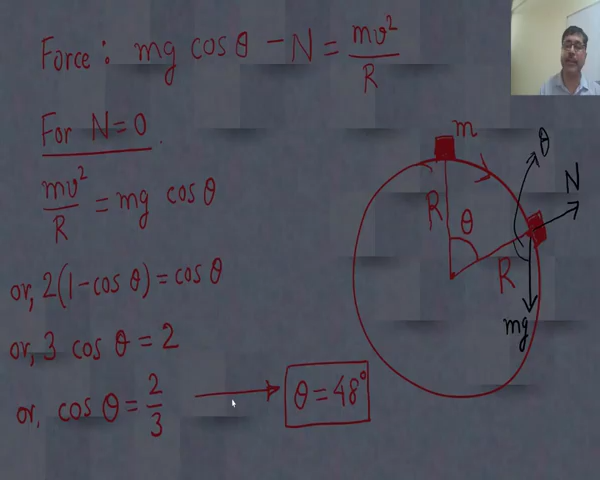 Force: mg cos θ - N = mv²/R
For N = 0
mv²/R = mg cos θ
or, 2(1-cos θ) = cos θ
or, 3 cos θ = 2
or, cos θ = 2/3 → θ = 48°
m
θ
N
R
θ
R
mg